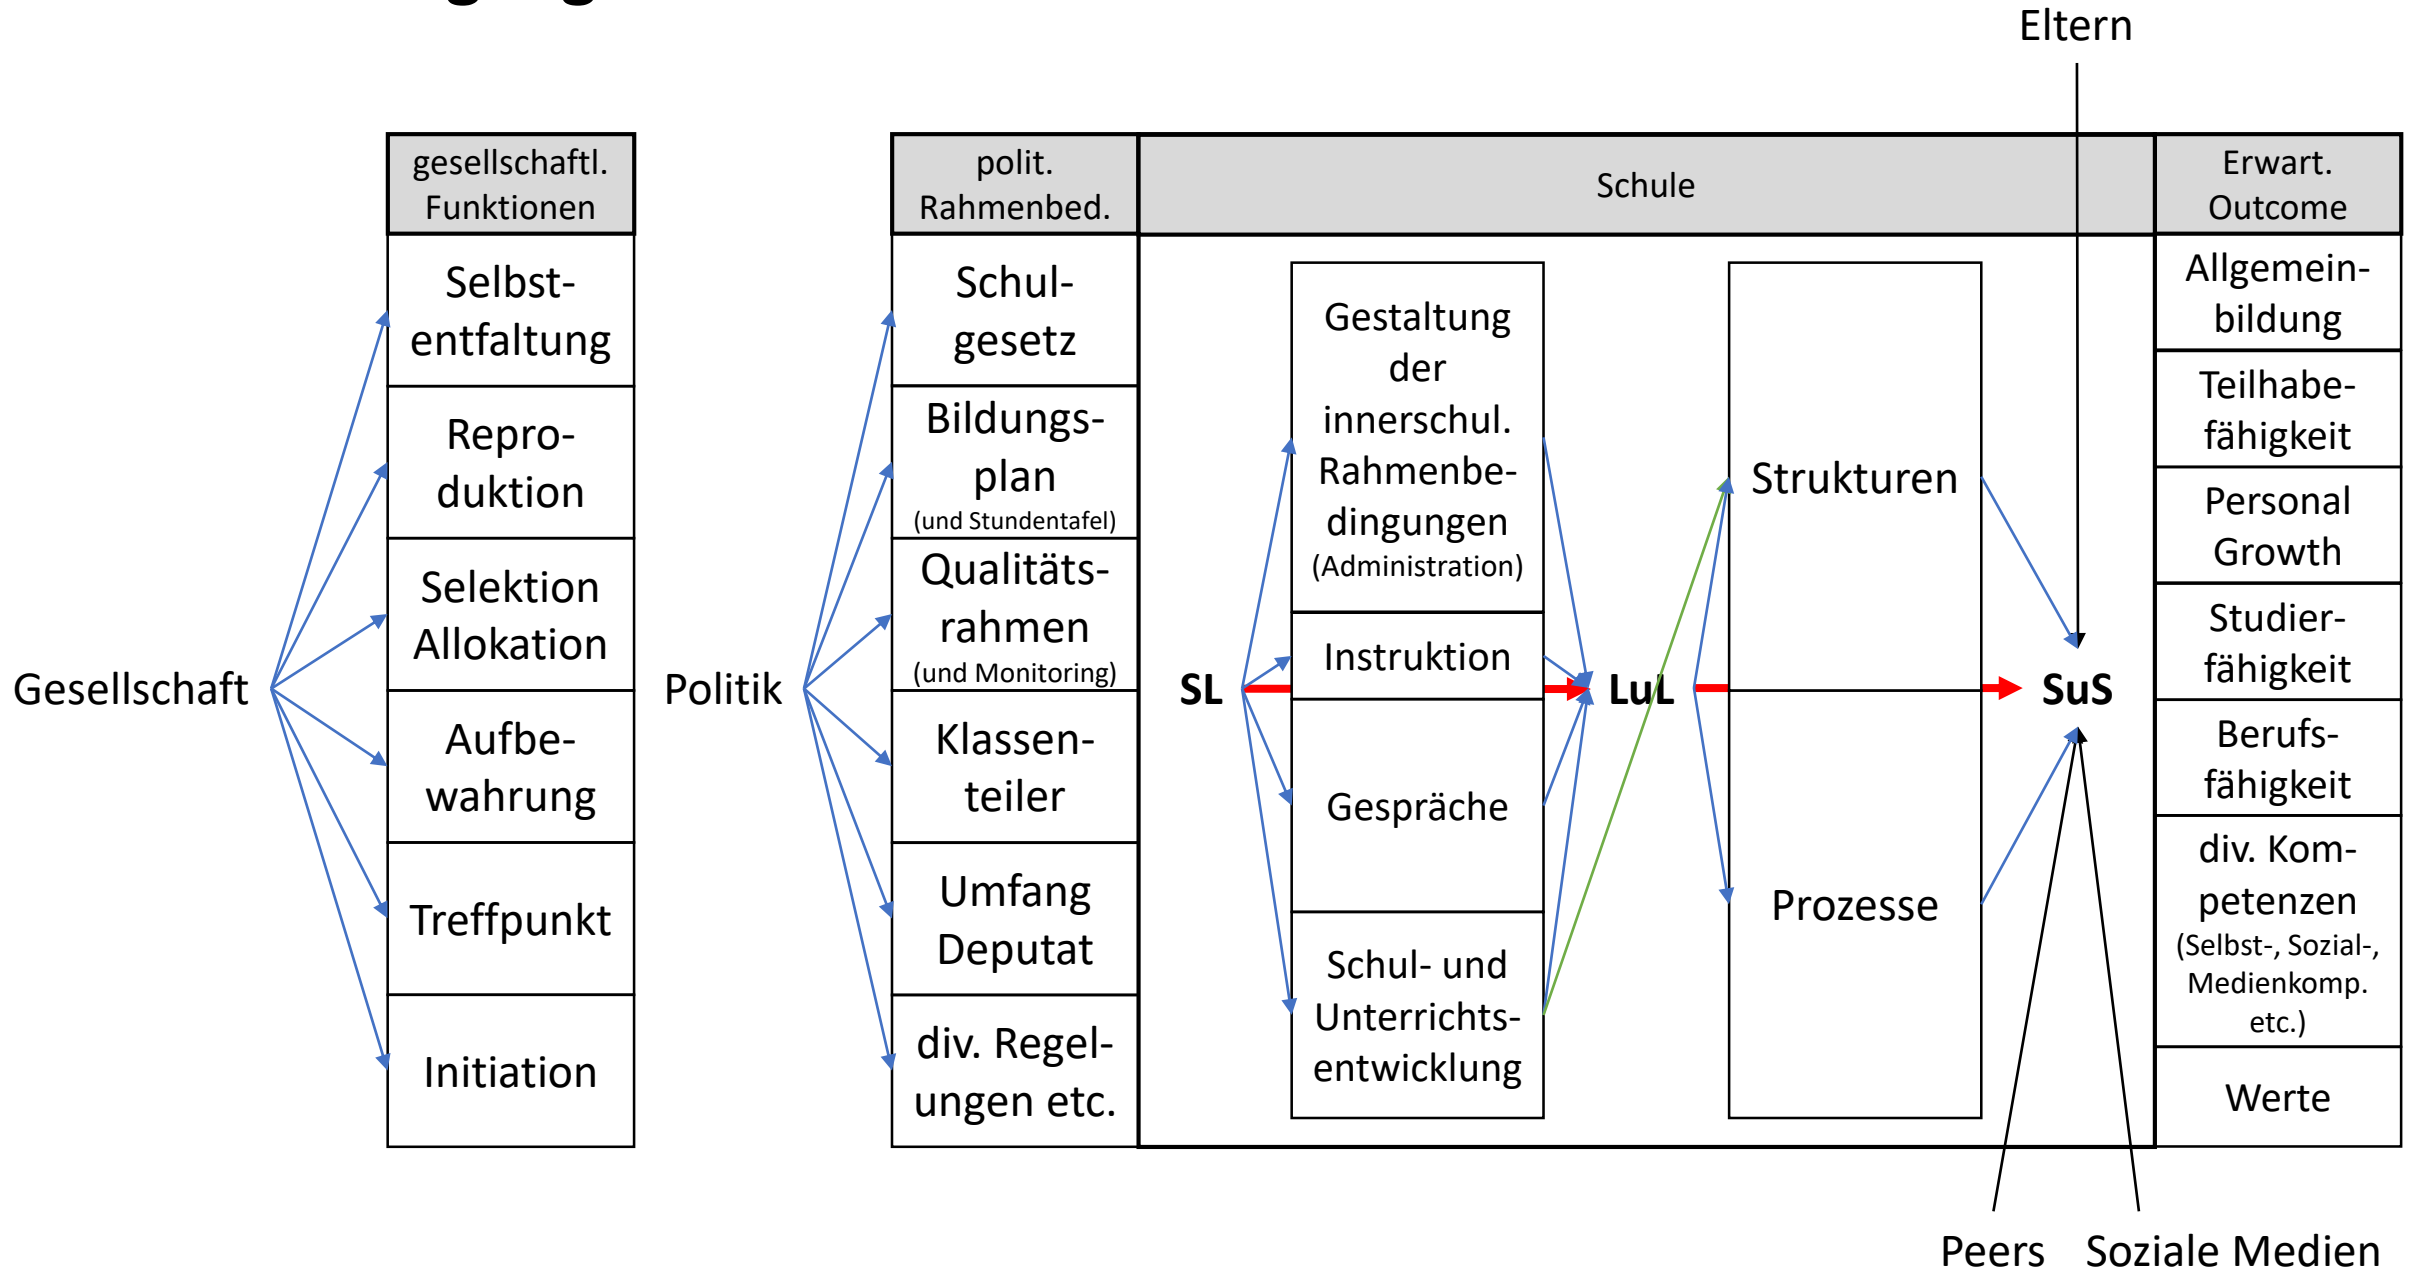 Eltern
gesellschaftl.
Funktionen
Selbst-
entfaltung
Repro-
duktion
Selektion
Allokation
Aufbe-
wahrung
Treffpunkt
Initiation
Gesellschaft
Politik
polit.
Rahmenbed.
Schul-
gesetz
Bildungs-
plan
(und Stundentafel)
Qualitäts-
rahmen
(und Monitoring)
Klassen-
teiler
Umfang
Deputat
div. Regel-
ungen etc.
Schule
SL
Gestaltung
der
innerschul.
Rahmenbe-
dingungen
(Administration)
Instruktion
Gespräche
Schul- und
Unterrichts-
entwicklung
LuL
Strukturen
Prozesse
SuS
Erwart.
Outcome
Allgemein-
bildung
Teilhabe-
fähigkeit
Personal
Growth
Studier-
fähigkeit
Berufs-
fähigkeit
div. Kom-
petenzen
(Selbst-, Sozial-,
Medienkomp.
etc.)
Werte
Peers
Soziale Medien